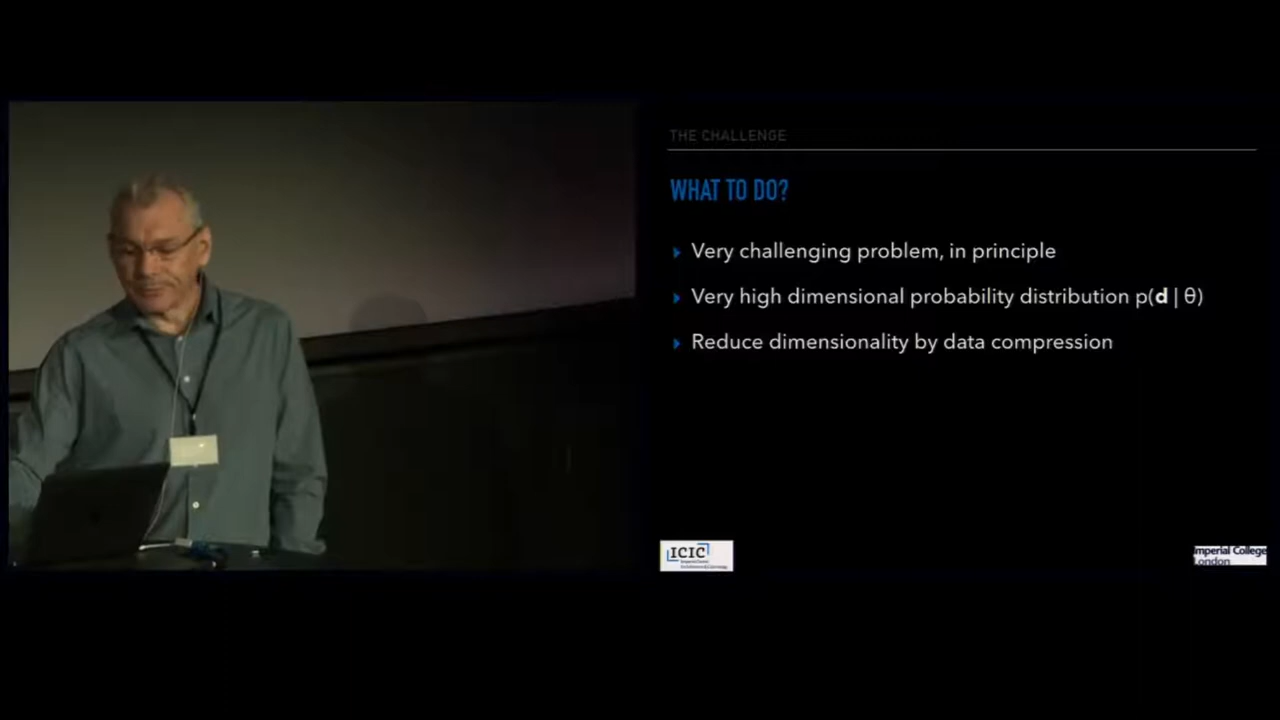 THE CHALLENGE
WHAT TO DO?
Very challenging problem, in principle
Very high dimensional probability distribution p(d | θ)
Reduce dimensionality by data compression
ICIC
Imperial College
London